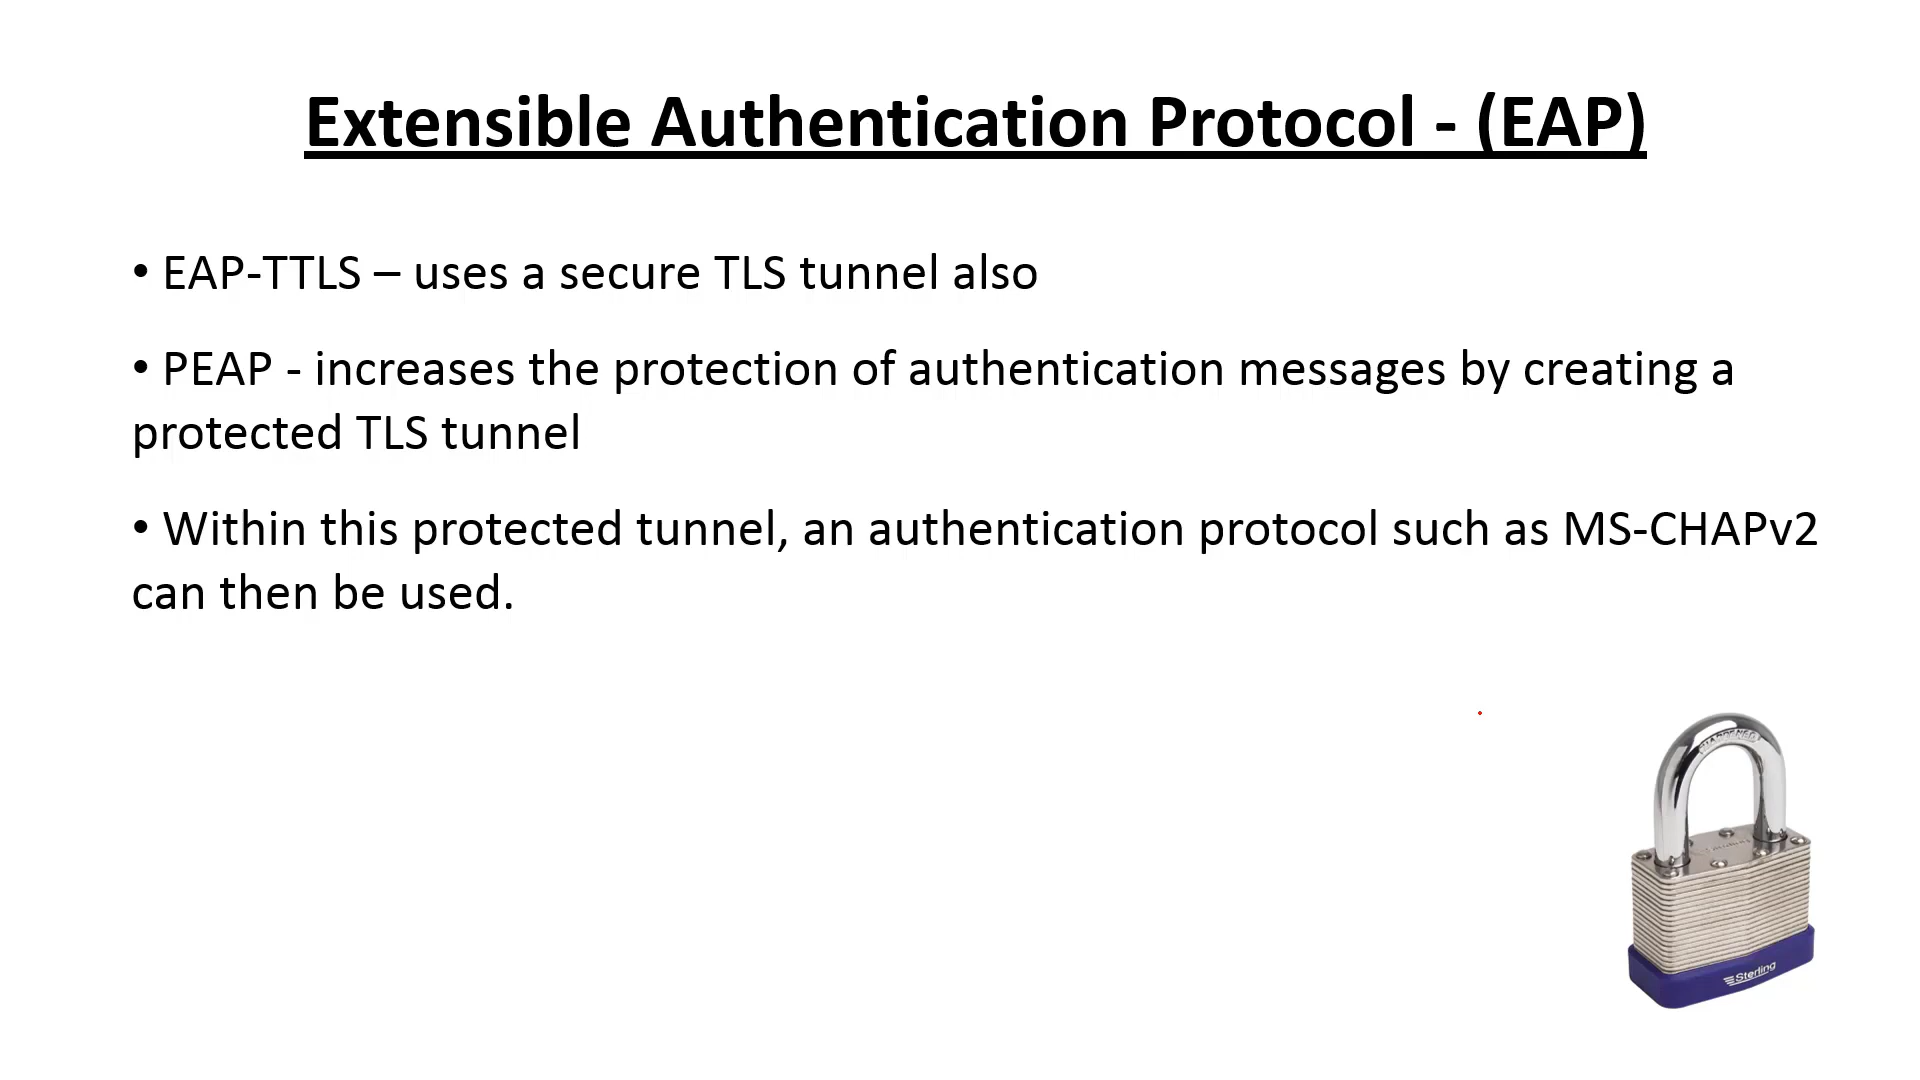 Extensible Authentication Protocol - (EAP)
• EAP-TTLS – uses a secure TLS tunnel also
• PEAP - increases the protection of authentication messages by creating a
protected TLS tunnel
• Within this protected tunnel, an authentication protocol such as MS-CHAPv2
can then be used.
HARDENED
Sterling